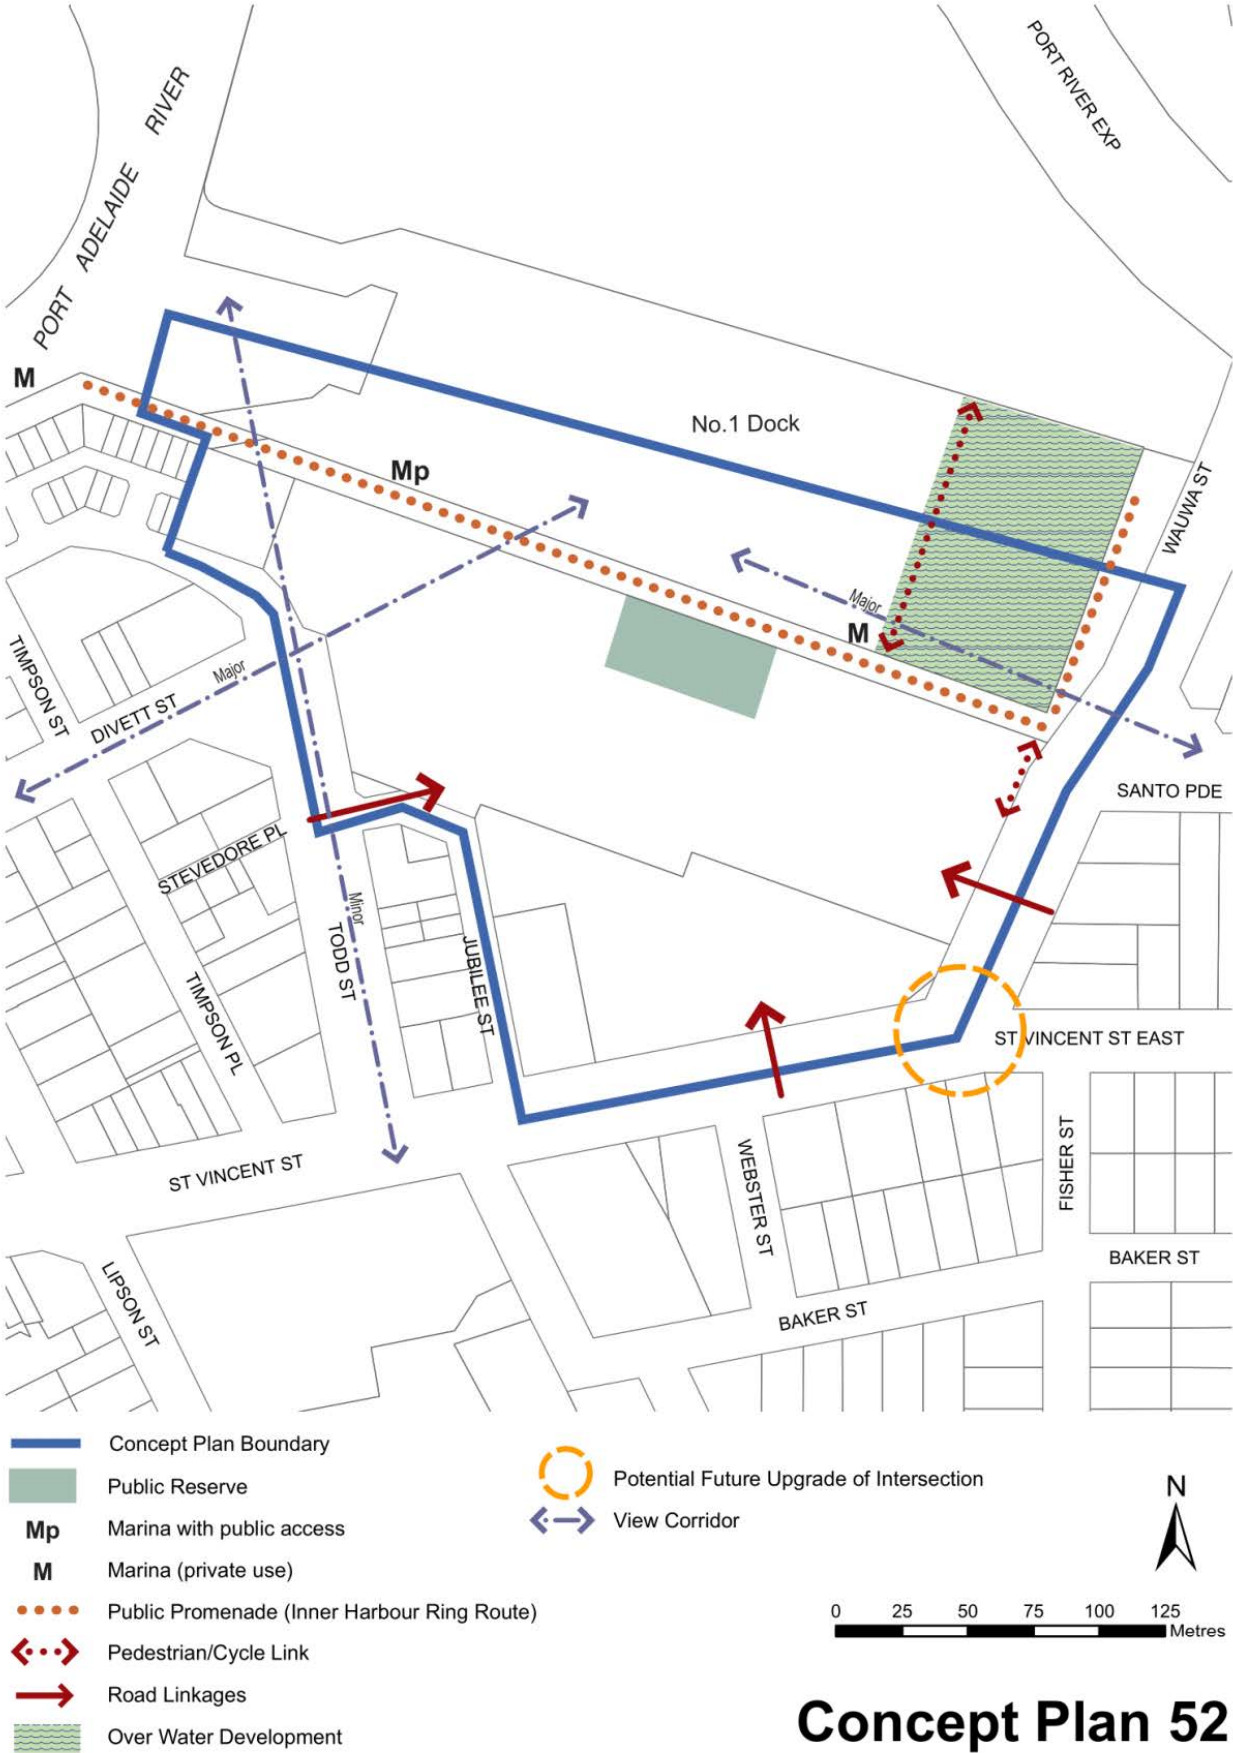 PORT ADELAIDE RIVER
PORT RIVER EXP
M
No.1 Dock
Mp
WAUWA ST
Major
M
TIMPSON ST
Major
DIVETT ST
SANTO PDE
STEVEDORE PL
Minor
TODD ST
JUBILEE ST
TIMPSON PL
ST VINCENT ST EAST
ST VINCENT ST
WEBSTER ST
FISHER ST
BAKER ST
LIPSON ST
BAKER ST
Concept Plan Boundary
Public Reserve
Mp Marina with public access
M Marina (private use)
Public Promenade (Inner Harbour Ring Route)
Pedestrian/Cycle Link
Road Linkages
Over Water Development
Potential Future Upgrade of Intersection
View Corridor
N
0 25 50 75 100 125
Metres
Concept Plan 52